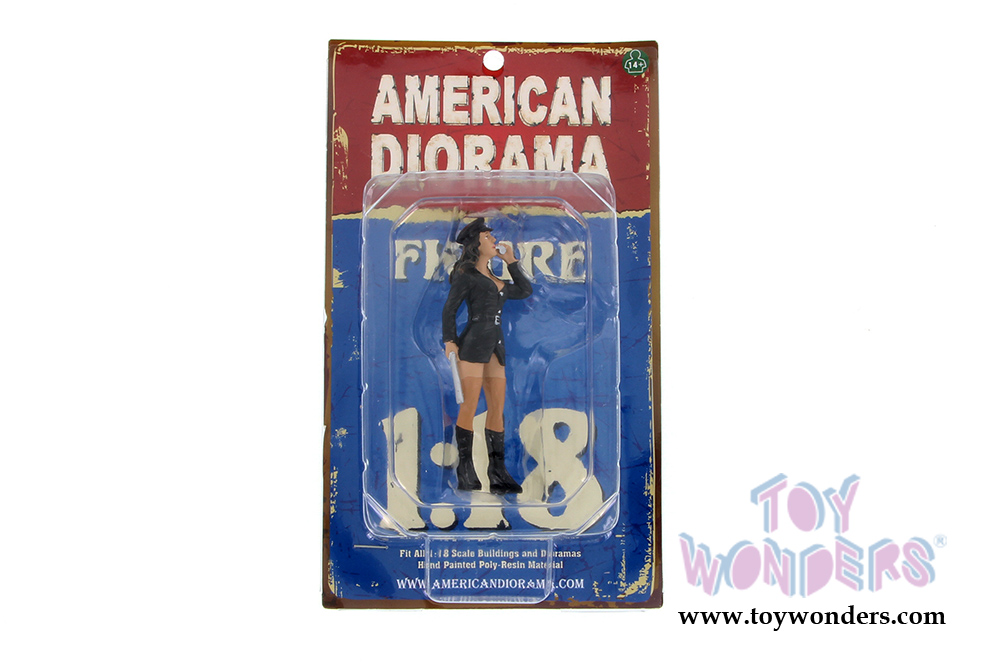 14+
AMERICAN
DIORAMA
FIGURE
1:18
Fit All 1:18 Scale Buildings and Dioramas
Hand Painted Poly-Resin Material
WWW.AMERICANDIORAMA.COM
TOY
WONDERS®
www.toywonders.com